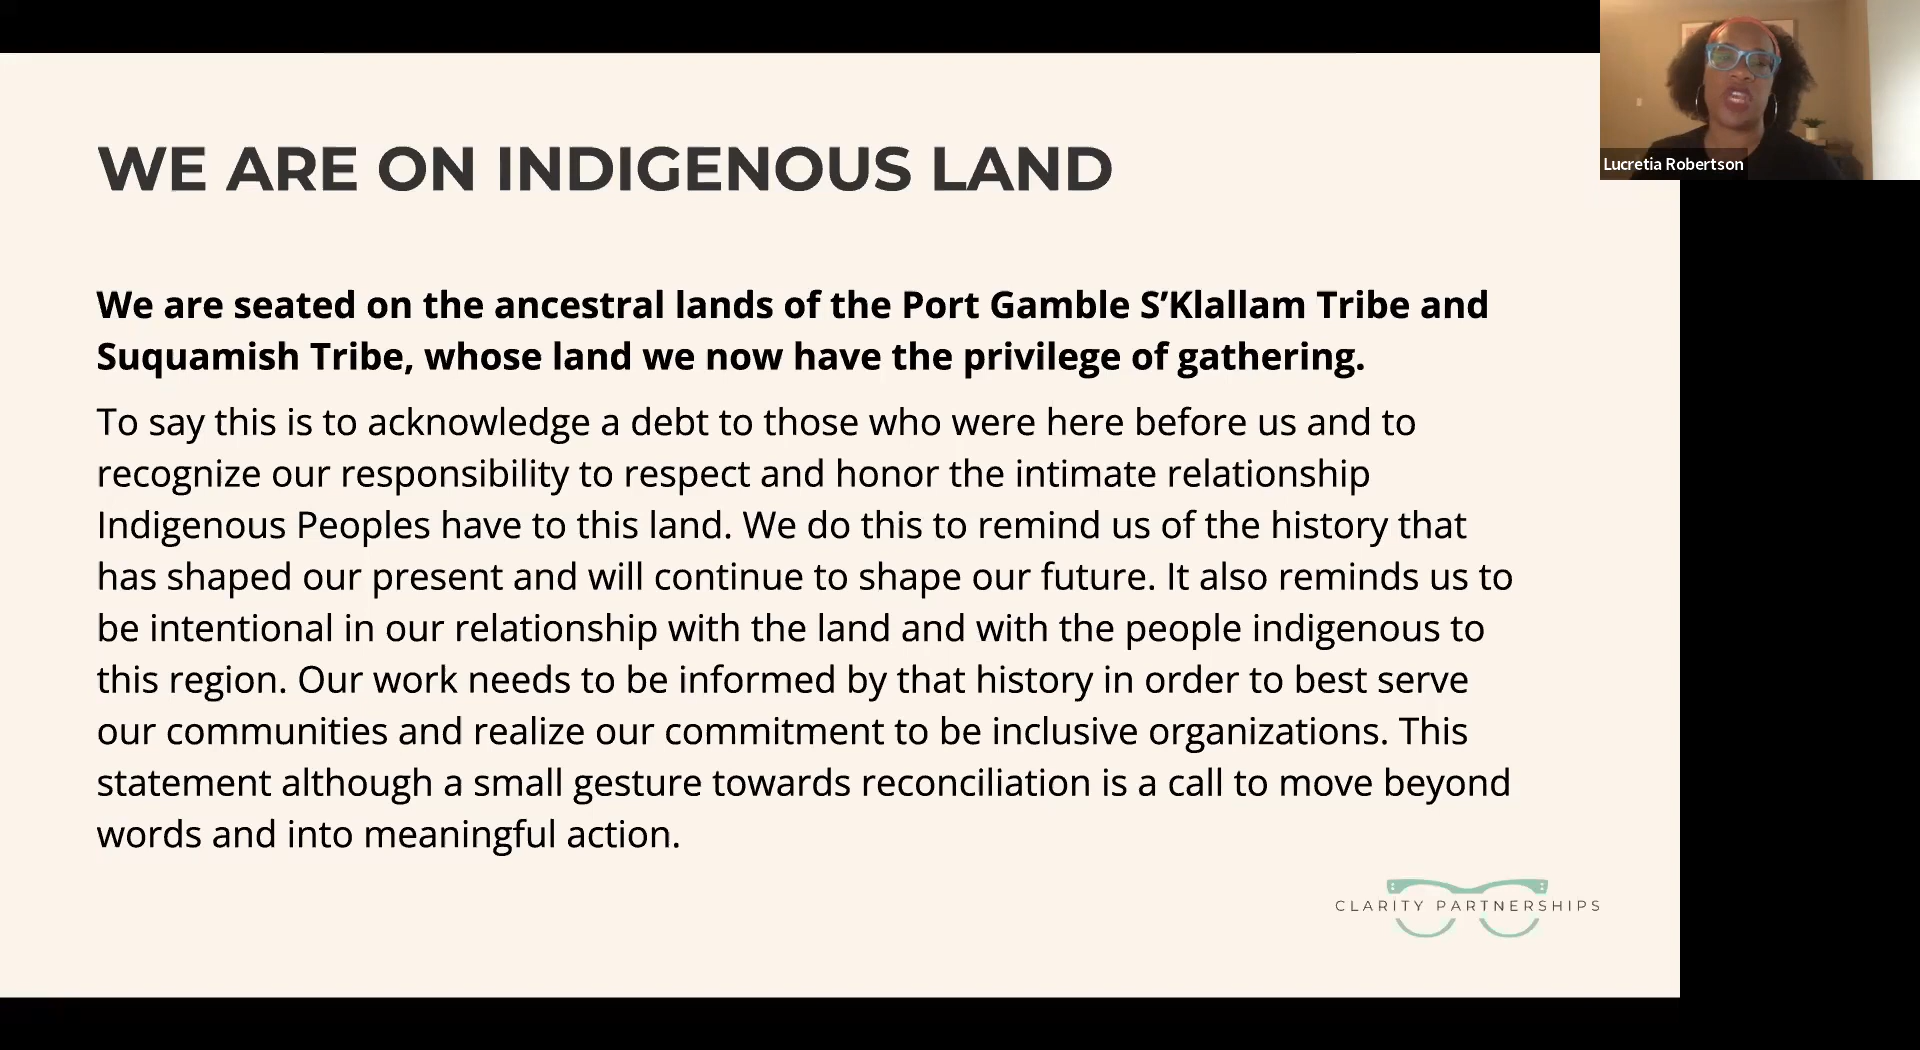 WE ARE ON INDIGENOUS LAND
We are seated on the ancestral lands of the Port Gamble S’Klallam Tribe and
Suquamish Tribe, whose land we now have the privilege of gathering.
To say this is to acknowledge a debt to those who were here before us and to
recognize our responsibility to respect and honor the intimate relationship
Indigenous Peoples have to this land. We do this to remind us of the history that
has shaped our present and will continue to shape our future. It also reminds us to
be intentional in our relationship with the land and with the people indigenous to
this region. Our work needs to be informed by that history in order to best serve
our communities and realize our commitment to be inclusive organizations. This
statement although a small gesture towards reconciliation is a call to move beyond
words and into meaningful action.
CLARITY PARTNERSHIPS
Lucretia Robertson